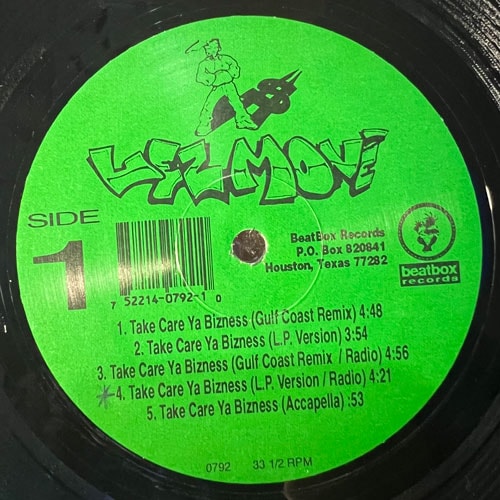 SIDE
1
7 52214-0792-1 0
BeatBox Records
P.O. Box 820841
Houston, Texas 77282
beatbox
records
1. Take Care Ya Bizness (Gulf Coast Remix) 4:48
2. Take Care Ya Bizness (L.P. Version) 3:54
3. Take Care Ya Bizness (Gulf Coast Remix / Radio) 4:56
*4. Take Care Ya Bizness (L.P. Version / Radio) 4:21
5. Take Care Ya Bizness (Accapella) :53
0792 33 1/2 RPM